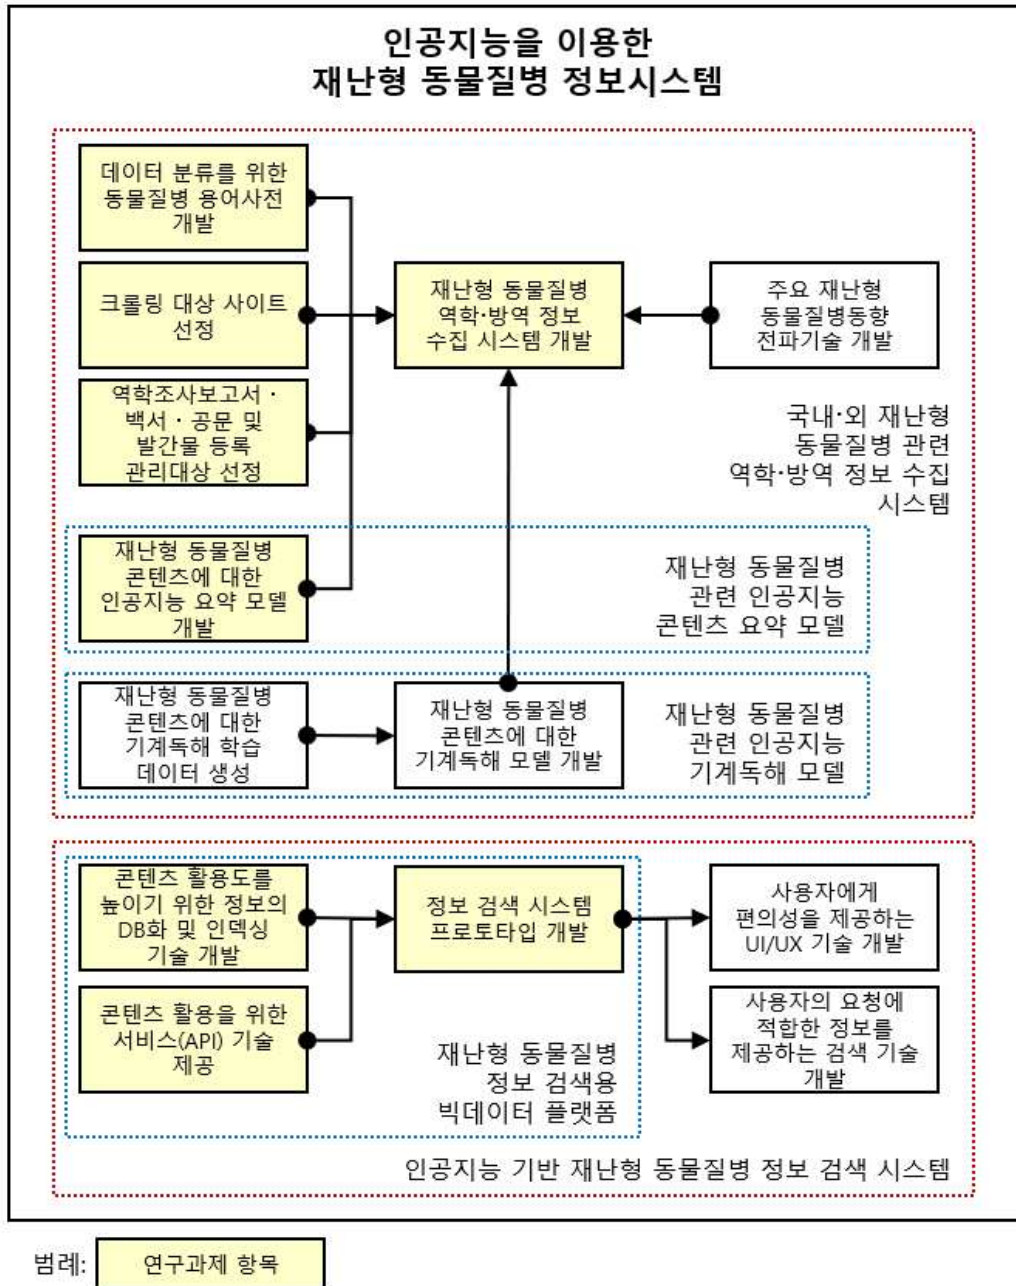 인공지능을 이용한
재난형 동물질병 정보시스템
데이터 분류를 위한
동물질병 용어사전
개발
크롤링 대상 사이트
선정
재난형 동물질병
역학·방역 정보
수집 시스템 개발
주요 재난형
동물질병동향
전파기술 개발
역학조사보고서·
백서·공문 및
발간물 등록
관리대상 선정
국내·외 재난형
동물질병 관련
역학·방역 정보 수집
시스템
재난형 동물질병
콘텐츠에 대한
인공지능 요약 모델
개발
재난형 동물질병
관련 인공지능
콘텐츠 요약 모델
재난형 동물질병
콘텐츠에 대한
기계독해 학습
데이터 생성
재난형 동물질병
콘텐츠에 대한
기계독해 모델 개발
재난형 동물질병
관련 인공지능
기계독해 모델
콘텐츠 활용도를
높이기 위한 정보의
DB화 및 인덱싱
기술 개발
정보 검색 시스템
프로토타입 개발
사용자에게
편의성을 제공하는
UI/UX 기술 개발
콘텐츠 활용을 위한
서비스(API) 기술
제공
사용자의 요청에
적합한 정보를
제공하는 검색 기술
개발
재난형 동물질병
정보 검색용
빅데이터 플랫폼
인공지능 기반 재난형 동물질병 정보 검색 시스템
범례:
연구과제 항목